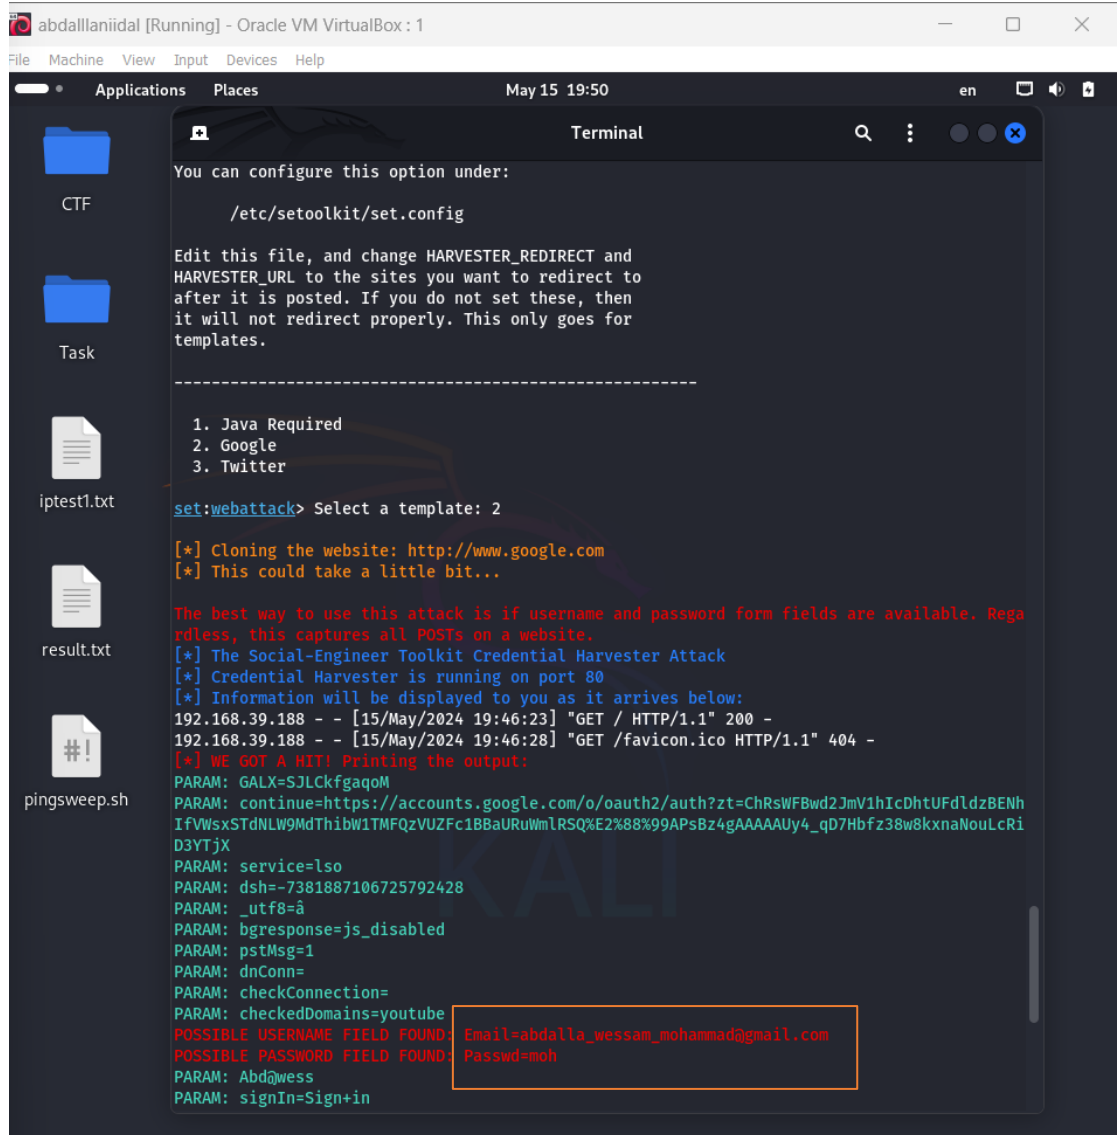 abdalllaniidal [Running] - Oracle VM VirtualBox : 1
File Machine View Input Devices Help
Applications Places May 15 19:50 en
Terminal
CTF
Task
iptest1.txt
result.txt
#!
pingsweep.sh
You can configure this option under:
/etc/setoolkit/set.config
Edit this file, and change HARVESTER_REDIRECT and
HARVESTER_URL to the sites you want to redirect to
after it is posted. If you do not set these, then
it will not redirect properly. This only goes for
templates.
--------------------------------------------------------
1. Java Required
2. Google
3. Twitter
set:webattack> Select a template: 2
[*] Cloning the website: http://www.google.com
[*] This could take a little bit...
The best way to use this attack is if username and password form fields are available. Rega
rdless, this captures all POSTs on a website.
[*] The Social-Engineer Toolkit Credential Harvester Attack
[*] Credential Harvester is running on port 80
[*] Information will be displayed to you as it arrives below:
192.168.39.188 - - [15/May/2024 19:46:23] "GET / HTTP/1.1" 200 -
192.168.39.188 - - [15/May/2024 19:46:28] "GET /favicon.ico HTTP/1.1" 404 -
[*] WE GOT A HIT! Printing the output:
PARAM: GALX=SJLCkfgaqoM
PARAM: continue=https://accounts.google.com/o/oauth2/auth?zt=ChRsWFBwd2JmV1hIcDhtUFdldzBENh
IfVWsxSTdNLW9MdThibW1TMFQzVUZFc1BBaURuWmlRSQ%E2%88%99APsBz4gAAAAAUy4_qD7Hbfz38w8kxnaNouLcRi
D3YTjX
PARAM: service=lso
PARAM: dsh=-7381887106725792428
PARAM: _utf8=â
PARAM: bgresponse=js_disabled
PARAM: pstMsg=1
PARAM: dnConn=
PARAM: checkConnection=
PARAM: checkedDomains=youtube
POSSIBLE USERNAME FIELD FOUND: Email=abdalla_wessam_mohammad@gmail.com
POSSIBLE PASSWORD FIELD FOUND: Passwd=moh
PARAM: Abd@wess
PARAM: signIn=Sign+in
KALI